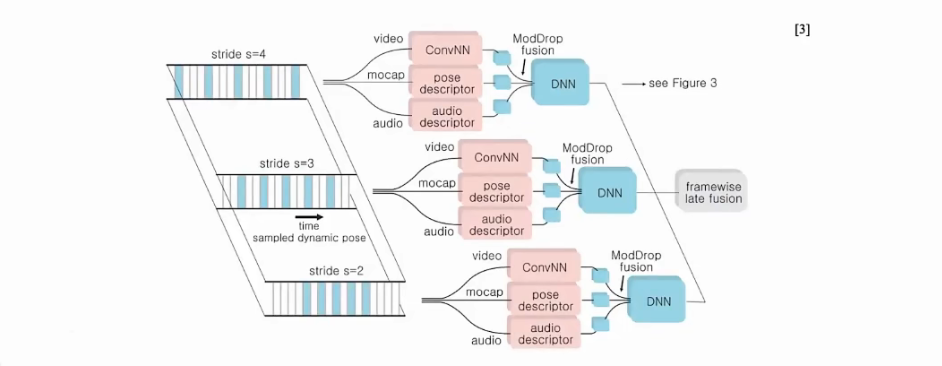 [3]
stride s=4
video
ConvNN
mocap
pose
descriptor
audio
audio
descriptor
ModDrop
fusion
DNN
see Figure 3
stride s=3
time
sampled dynamic pose
video
ConvNN
mocap
pose
descriptor
audio
audio
descriptor
ModDrop
fusion
DNN
framewise
late fusion
stride s=2
video
ConvNN
mocap
pose
descriptor
audio
audio
descriptor
ModDrop
fusion
DNN